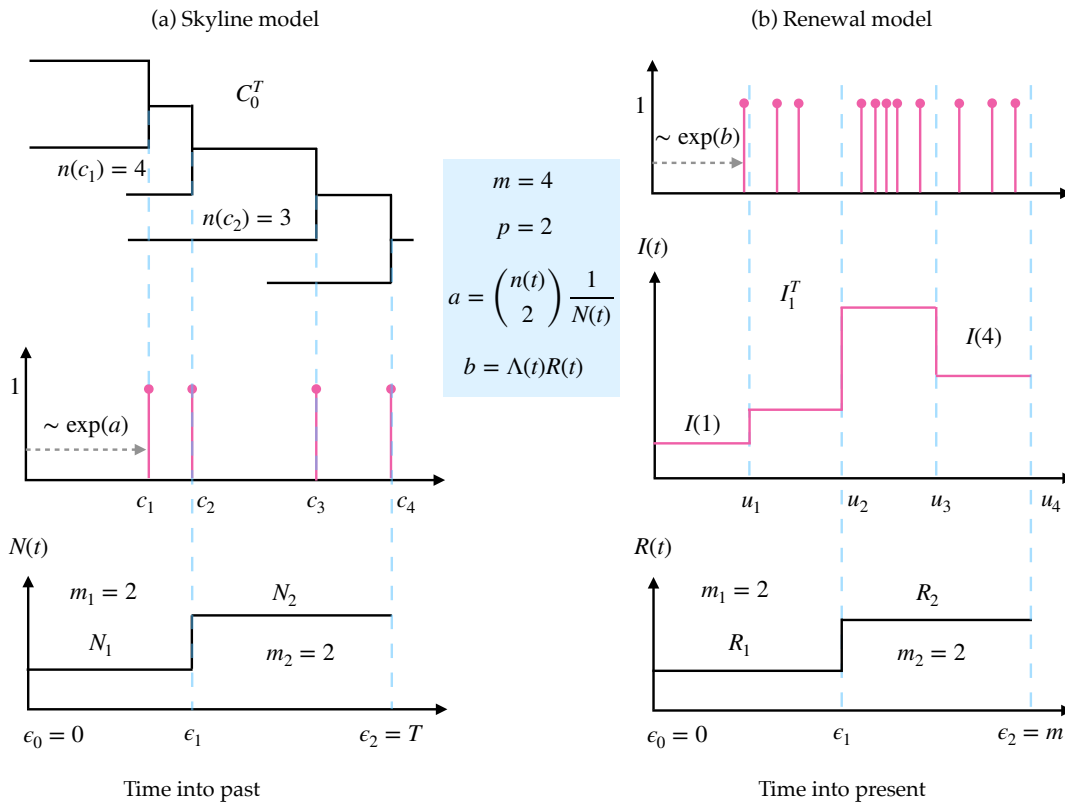 (a) Skyline model
C_0^T
n(c_1) = 4
n(c_2) = 3
1
∼ exp(a)
c_1 c_2 c_3 c_4
N(t)
m_1 = 2
N_2
N_1
m_2 = 2
ϵ_0 = 0 ϵ_1 ϵ_2 = T
Time into past
m = 4
p = 2
a = \binom{n(t)}{2} \frac{1}{N(t)}
b = Λ(t)R(t)
(b) Renewal model
1
∼ exp(b)
I(t)
I_1^T
I(4)
I(1)
u_1 u_2 u_3 u_4
R(t)
m_1 = 2
R_2
R_1
m_2 = 2
ϵ_0 = 0 ϵ_1 ϵ_2 = m
Time into present